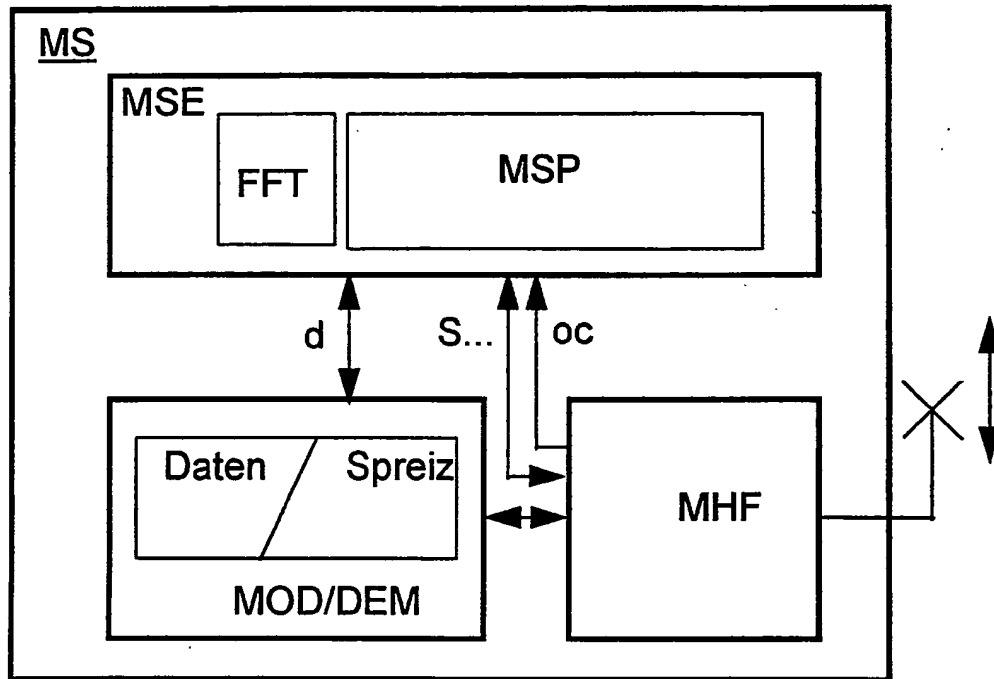 MS
MSE
FFT
MSP
d
S...
oc
Daten
Spreiz
MHF
MOD/DEM